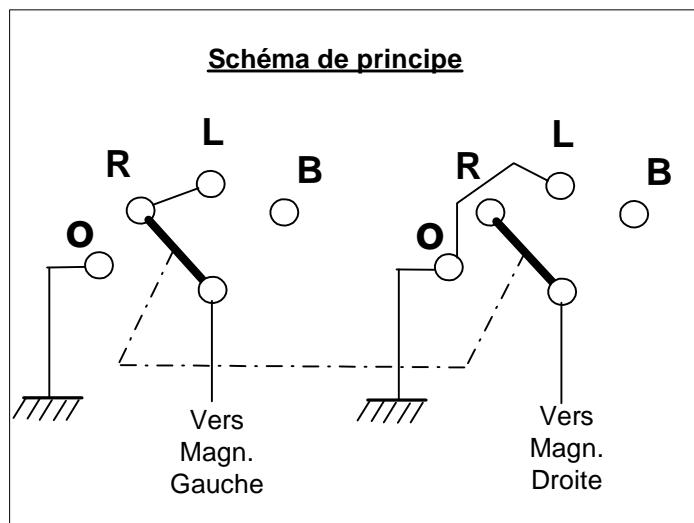 Schéma de principe
L
R
B
O
Vers
Magn.
Gauche
L
R
B
O
Vers
Magn.
Droite